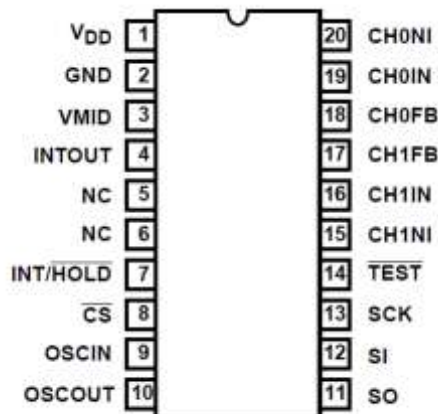 VDD 1 20 CH0NI
GND 2 19 CH0IN
VMID 3 18 CH0FB
INTOUT 4 17 CH1FB
NC 5 16 CH1IN
NC 6 15 CH1NI
INT/HOLD 7 14 TEST
CS 8 13 SCK
OSCIN 9 12 SI
OSCOUT 10 11 SO